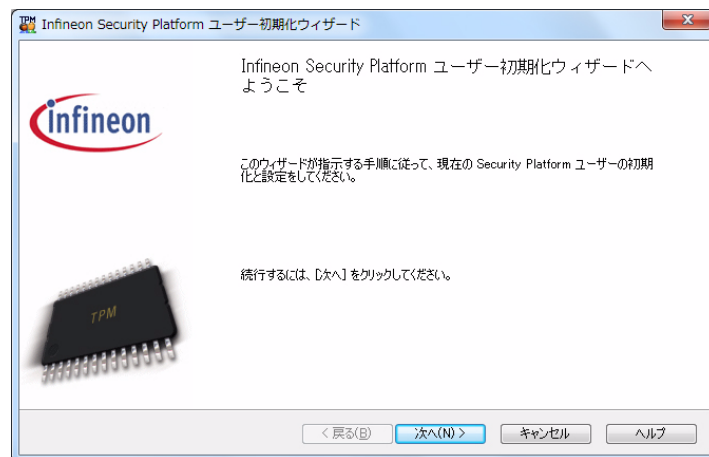 Infineon Security Platform ユーザー初期化ウィザード
Infineon Security Platform ユーザー初期化ウィザードへ
ようこそ
infineon
このウィザードが指示する手順に従って、現在の Security Platform ユーザーの初期
化と設定をしてください。
続行するには、[次へ] をクリックしてください。
TPM
< 戻る(B)
次へ(N) >
キャンセル
ヘルプ